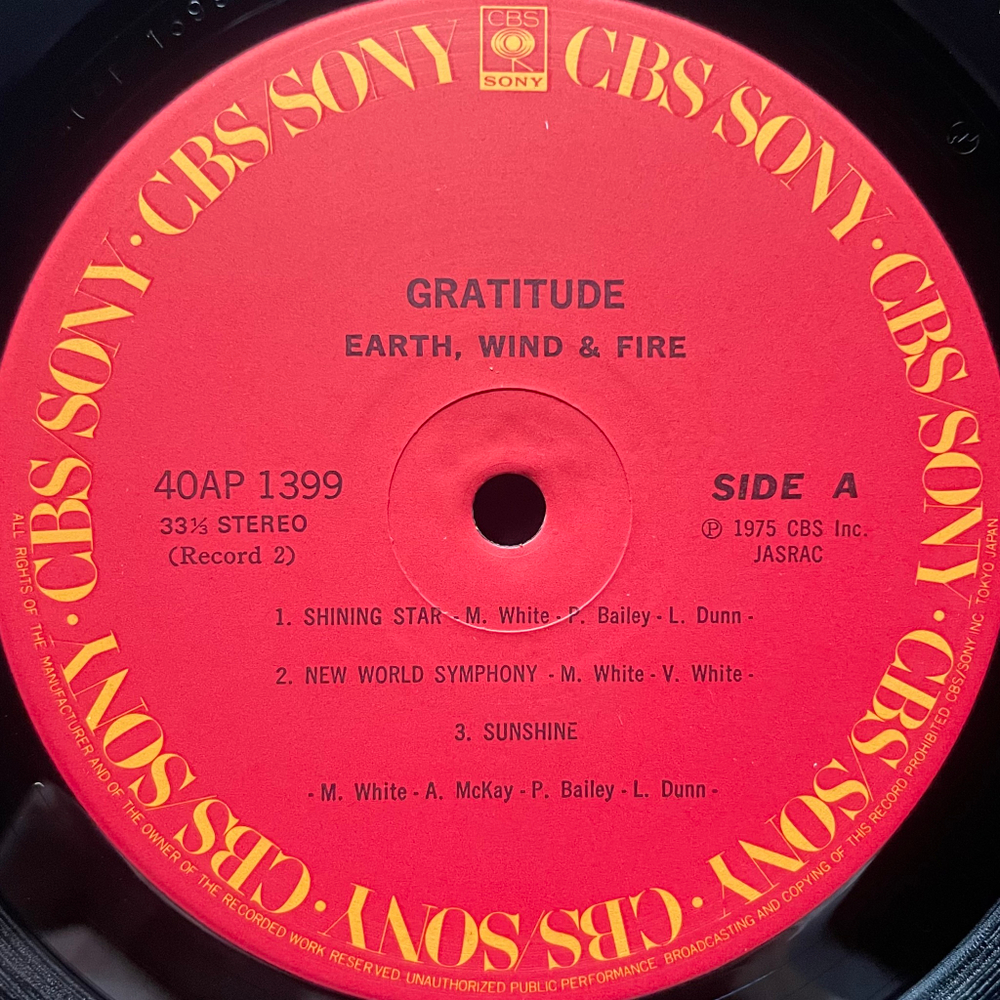 CBS
SONY
CBS/SONY · CBS/SONY · CBS/SONY · CBS/SONY · CBS/SONY · CBS/SONY · CBS/SONY · CBS/SONY
GRATITUDE
EARTH, WIND & FIRE
40AP 1399
33⅓ STEREO
(Record 2)
SIDE A
Ⓟ 1975 CBS Inc.
JASRAC
1. SHINING STAR - M. White - P. Bailey - L. Dunn -
2. NEW WORLD SYMPHONY - M. White - V. White -
3. SUNSHINE
- M. White - A. McKay - P. Bailey - L. Dunn -
ALL RIGHTS OF THE MANUFACTURER AND OF THE OWNER OF THE RECORDED WORK RESERVED UNAUTHORIZED PUBLIC PERFORMANCE BROADCASTING AND COPYING OF THIS RECORD PROHIBITED CBS/SONY INC TOKYO JAPAN